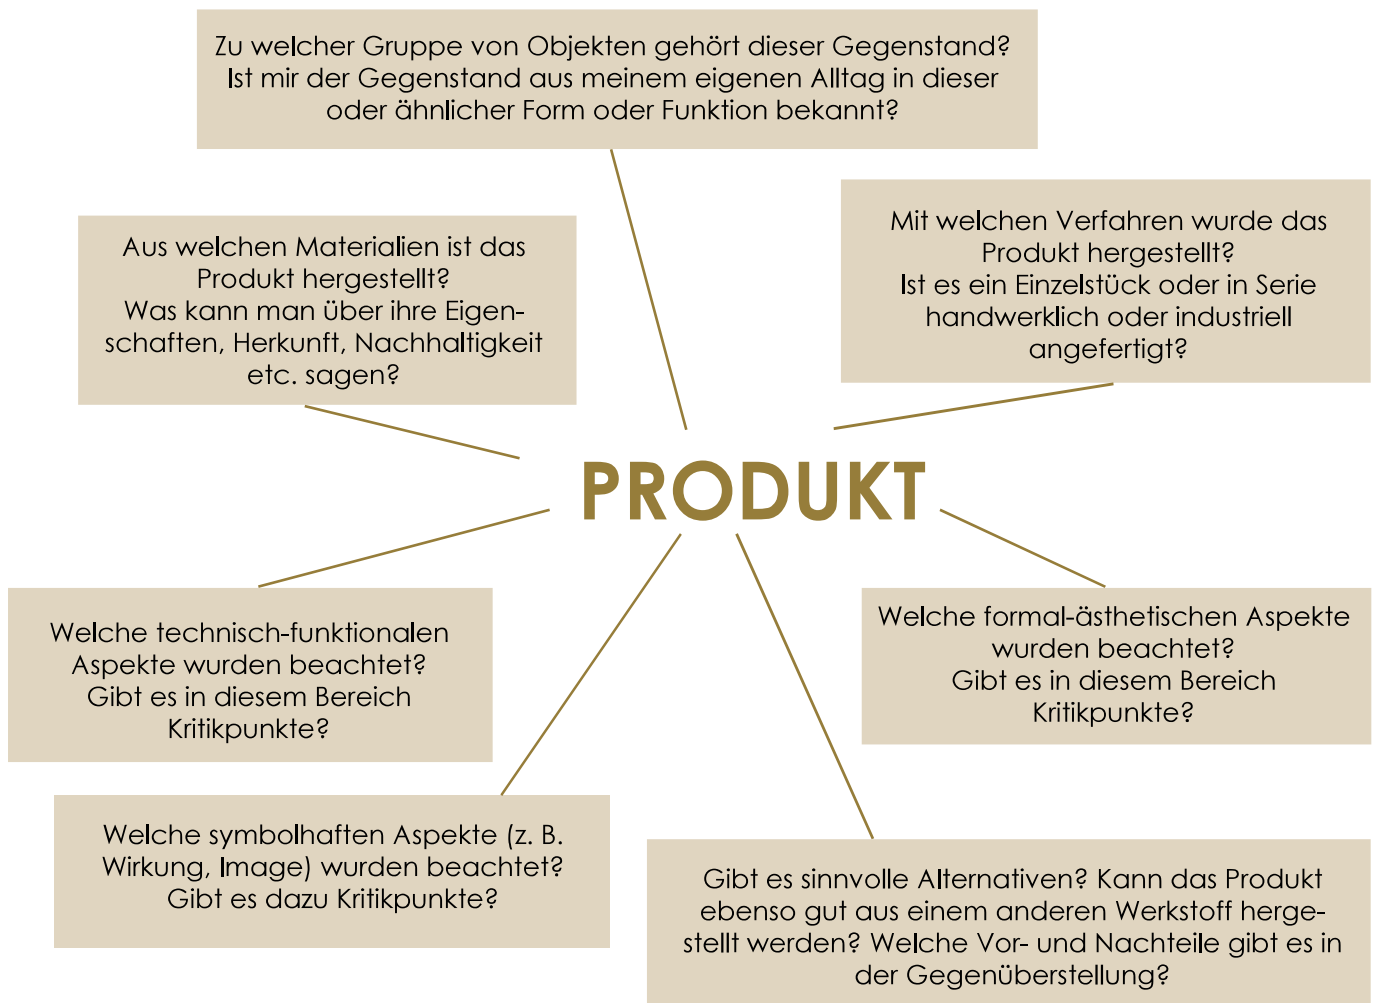 Zu welcher Gruppe von Objekten gehört dieser Gegenstand?
Ist mir der Gegenstand aus meinem eigenen Alltag in dieser
oder ähnlicher Form oder Funktion bekannt?
Aus welchen Materialien ist das
Produkt hergestellt?
Was kann man über ihre Eigen-
schaften, Herkunft, Nachhaltigkeit
etc. sagen?
Mit welchen Verfahren wurde das
Produkt hergestellt?
Ist es ein Einzelstück oder in Serie
handwerklich oder industriell
angefertigt?
PRODUKT
Welche technisch-funktionalen
Aspekte wurden beachtet?
Gibt es in diesem Bereich
Kritikpunkte?
Welche formal-ästhetischen Aspekte
wurden beachtet?
Gibt es in diesem Bereich
Kritikpunkte?
Welche symbolhaften Aspekte (z. B.
Wirkung, Image) wurden beachtet?
Gibt es dazu Kritikpunkte?
Gibt es sinnvolle Alternativen? Kann das Produkt
ebenso gut aus einem anderen Werkstoff herge-
stellt werden? Welche Vor- und Nachteile gibt es in
der Gegenüberstellung?